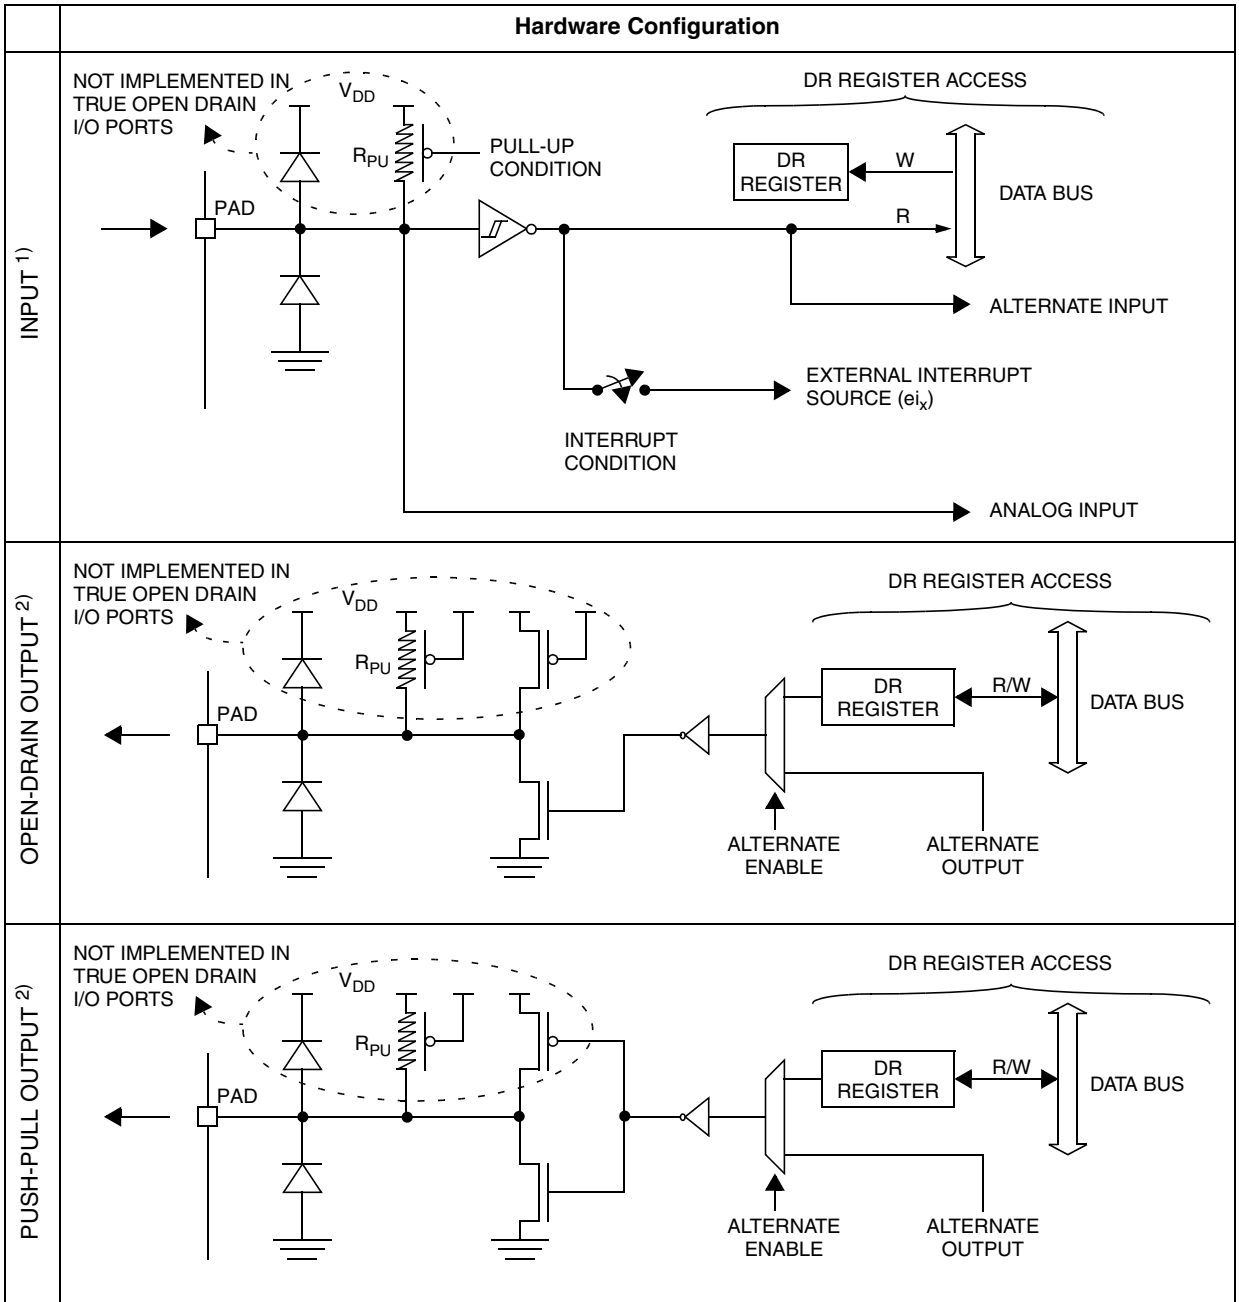 Hardware Configuration
INPUT 1)
NOT IMPLEMENTED IN
TRUE OPEN DRAIN
I/O PORTS
VDD
RPU
PULL-UP
CONDITION
PAD
DR REGISTER ACCESS
DR
REGISTER
W
R
DATA BUS
ALTERNATE INPUT
EXTERNAL INTERRUPT
SOURCE (eix)
INTERRUPT
CONDITION
ANALOG INPUT
OPEN-DRAIN OUTPUT 2)
NOT IMPLEMENTED IN
TRUE OPEN DRAIN
I/O PORTS
VDD
RPU
PAD
DR REGISTER ACCESS
DR
REGISTER
R/W
DATA BUS
ALTERNATE
ENABLE
ALTERNATE
OUTPUT
PUSH-PULL OUTPUT 2)
NOT IMPLEMENTED IN
TRUE OPEN DRAIN
I/O PORTS
VDD
RPU
PAD
DR REGISTER ACCESS
DR
REGISTER
R/W
DATA BUS
ALTERNATE
ENABLE
ALTERNATE
OUTPUT